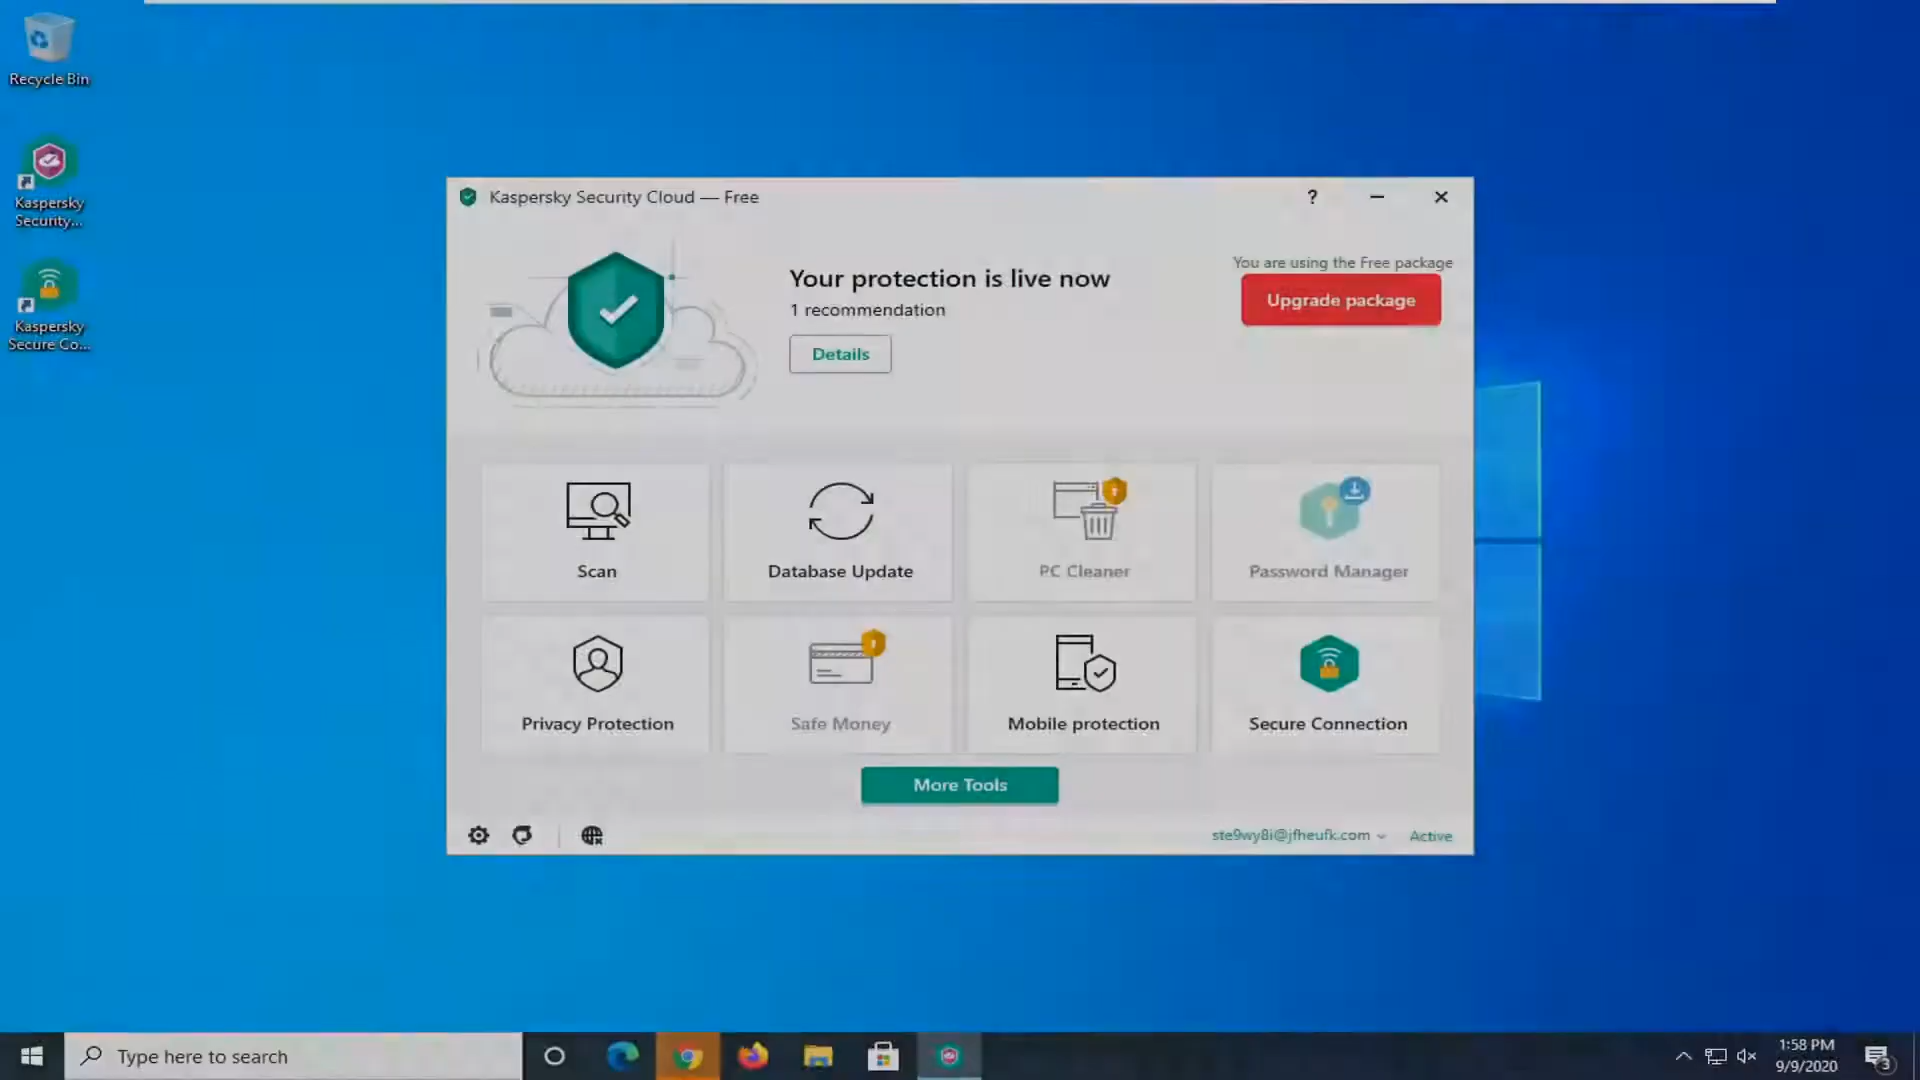 Recycle Bin
Kaspersky
Security...
Kaspersky
Secure Co...
Kaspersky Security Cloud — Free
?
Your protection is live now
1 recommendation
Details
You are using the Free package
Upgrade package
Scan
Database Update
PC Cleaner
Password Manager
Privacy Protection
Safe Money
Mobile protection
Secure Connection
More Tools
ste9wy8i@jfheufk.com
Active
Type here to search
1:58 PM
9/9/2020
3